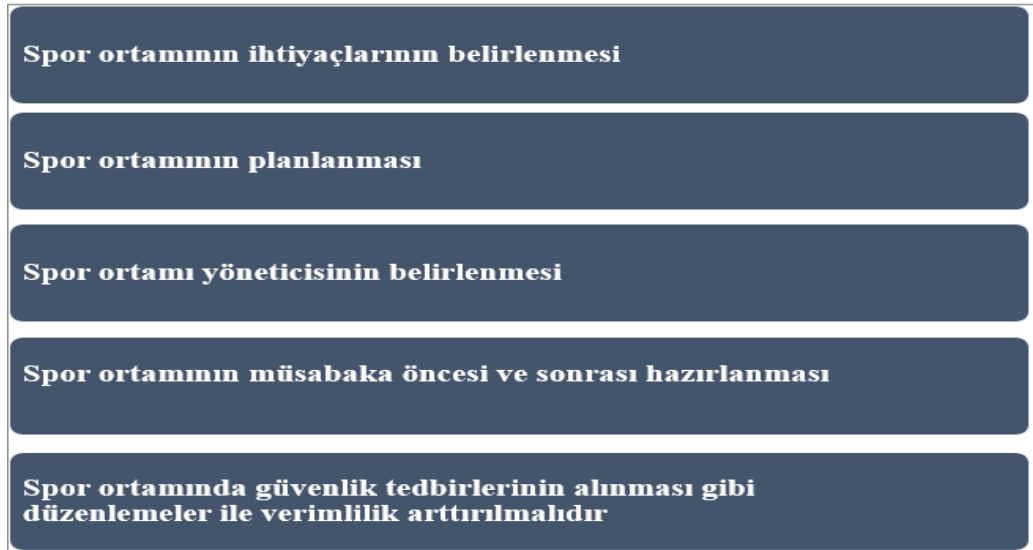 Spor ortamının ihtiyaçlarının belirlenmesi
Spor ortamının planlanması
Spor ortamı yöneticisinin belirlenmesi
Spor ortamının müsabaka öncesi ve sonrası hazırlanması
Spor ortamında güvenlik tedbirlerinin alınması gibi
düzenlemeler ile verimlilik arttırılmalıdır